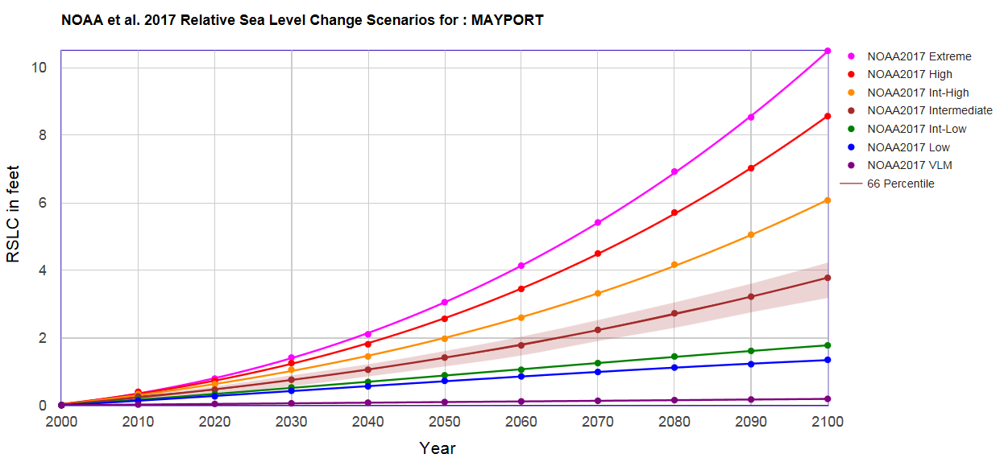 NOAA et al. 2017 Relative Sea Level Change Scenarios for : MAYPORT
10
8
6
4
2
0
RSLC in feet
2000 2010 2020 2030 2040 2050 2060 2070 2080 2090 2100
Year
NOAA2017 Extreme
NOAA2017 High
NOAA2017 Int-High
NOAA2017 Intermediate
NOAA2017 Int-Low
NOAA2017 Low
NOAA2017 VLM
66 Percentile